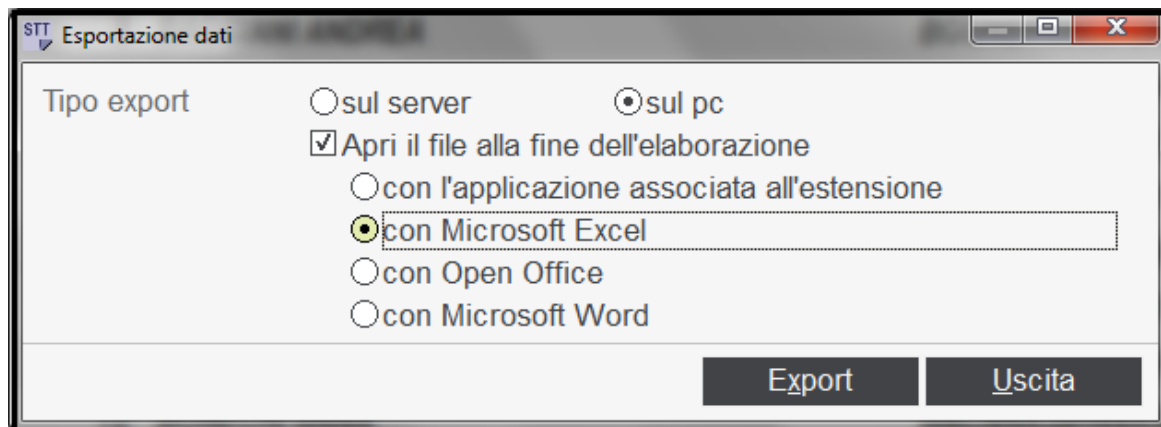 STT Esportazione dati
Tipo export sul server sul pc
Apri il file alla fine dell'elaborazione
con l'applicazione associata all'estensione
con Microsoft Excel
con Open Office
con Microsoft Word
Export Uscita